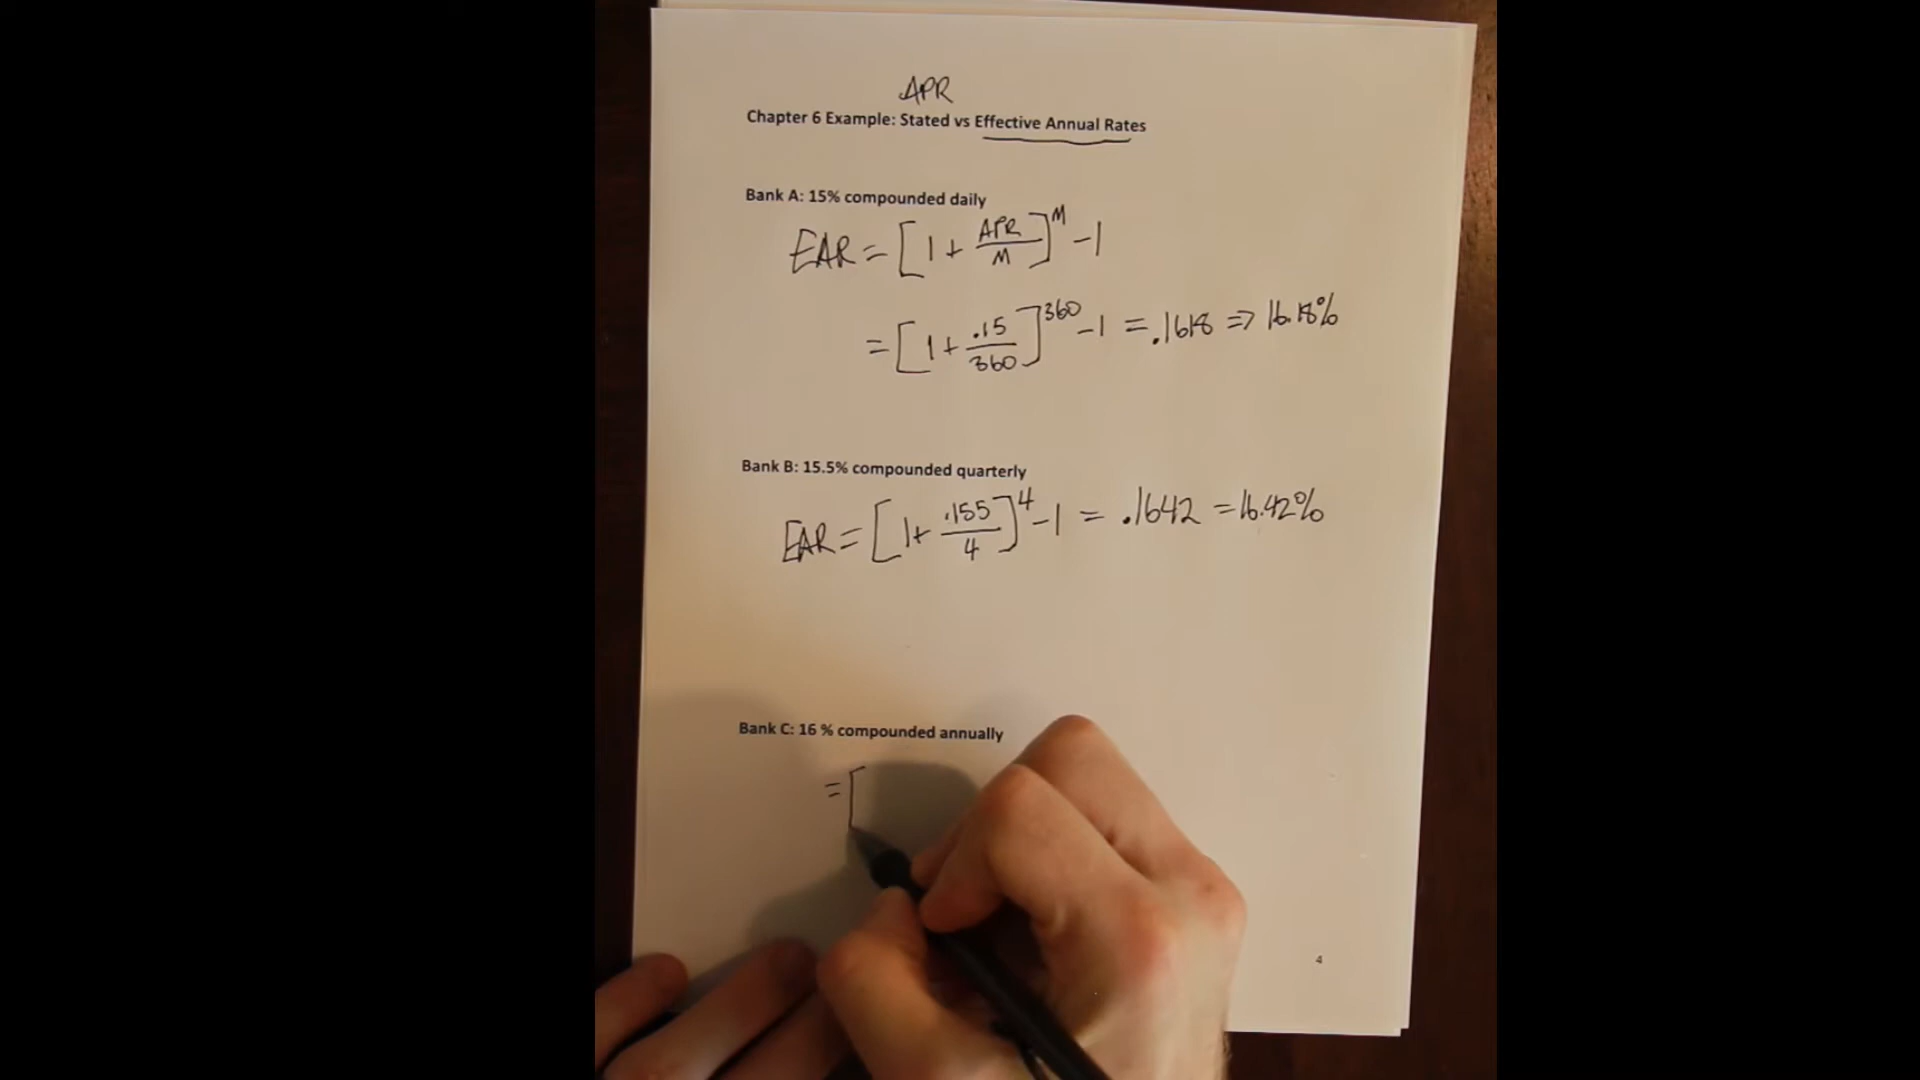 APR
Chapter 6 Example: Stated vs Effective Annual Rates
Bank A: 15% compounded daily
EAR = [1 + APR/M]^M - 1
= [1 + .15/360]^360 - 1 = .1618 => 16.18%
Bank B: 15.5% compounded quarterly
EAR = [1 + .155/4]^4 - 1 = .1642 = 16.42%
Bank C: 16 % compounded annually
= [
4